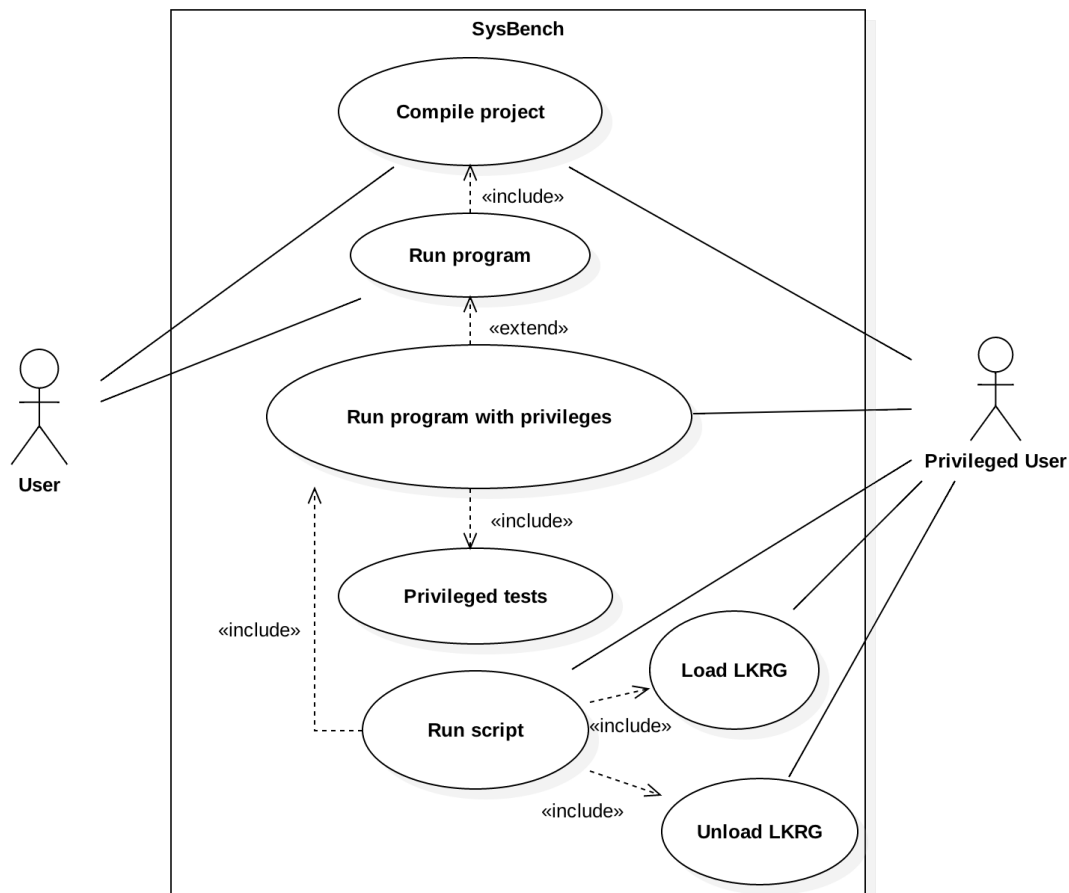 SysBench
Compile project
«include»
Run program
«extend»
Run program with privileges
User
Privileged User
«include»
Privileged tests
«include»
Load LKRG
Run script
«include»
«include»
Unload LKRG